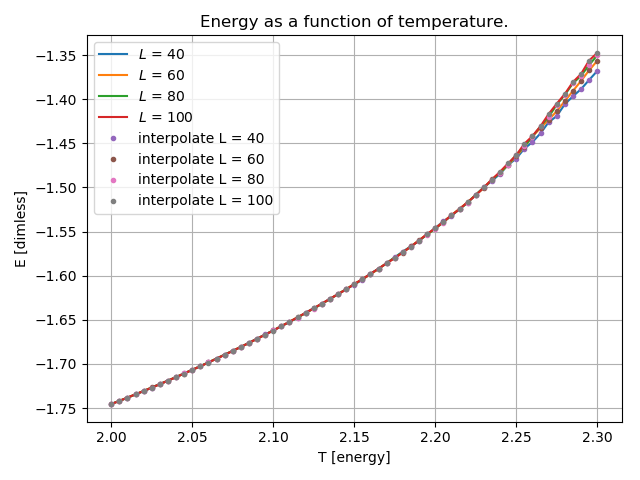 Energy as a function of temperature.
L = 40
L = 60
L = 80
L = 100
interpolate L = 40
interpolate L = 60
interpolate L = 80
interpolate L = 100
E [dimless]
−1.35
−1.40
−1.45
−1.50
−1.55
−1.60
−1.65
−1.70
−1.75
2.00 2.05 2.10 2.15 2.20 2.25 2.30
T [energy]